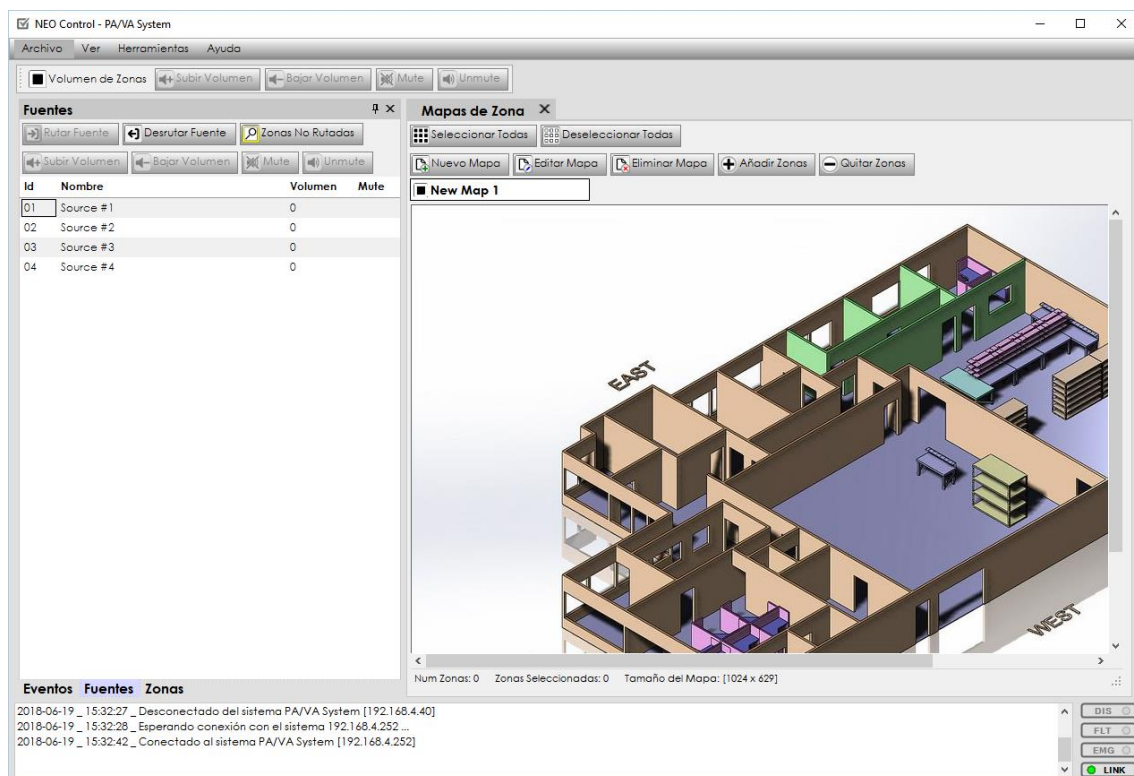 NEO Control - PA/VA System
Archivo Ver Herramientas Ayuda
Volumen de Zonas Subir Volumen Bajar Volumen Mute Unmute
Fuentes
Rutar Fuente Desrutar Fuente Zonas No Rutadas
Subir Volumen Bajar Volumen Mute Unmute
Id Nombre Volumen Mute
01 Source #1 0
02 Source #2 0
03 Source #3 0
04 Source #4 0
Eventos Fuentes Zonas
Mapas de Zona
Seleccionar Todas Deseleccionar Todas
Nuevo Mapa Editar Mapa Eliminar Mapa Añadir Zonas Quitar Zonas
New Map 1
EAST
WEST
Num Zonas: 0 Zonas Seleccionadas: 0 Tamaño del Mapa: [1024 x 629]
2018-06-19 _ 15:32:27 _ Desconectado del sistema PA/VA System [192.168.4.40]
2018-06-19 _ 15:32:28 _ Esperando conexión con el sistema 192.168.4.252 ...
2018-06-19 _ 15:32:42 _ Conectado al sistema PA/VA System [192.168.4.252]
DIS
FLT
EMG
LINK